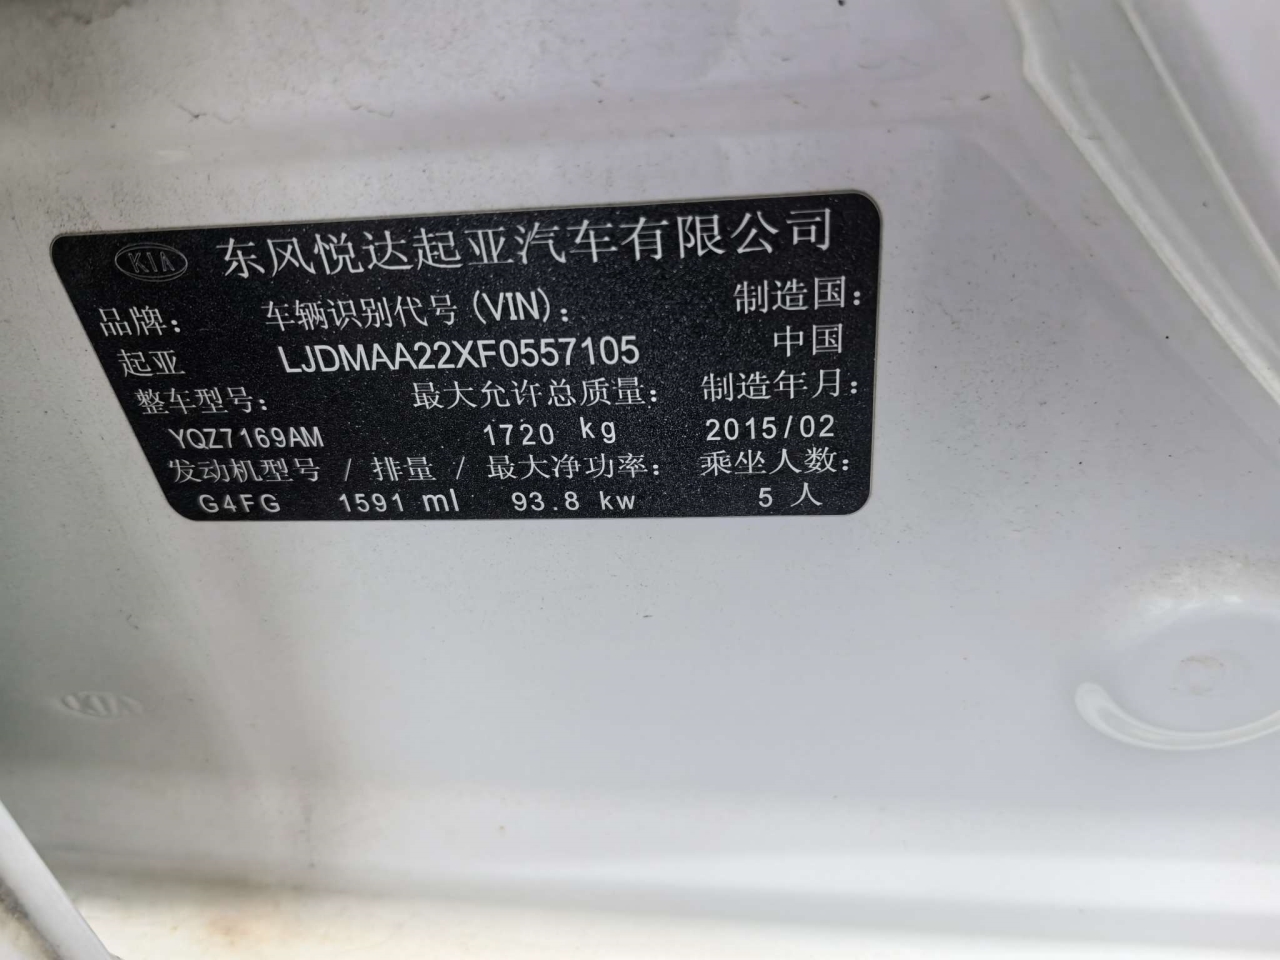 KIA 东风悦达起亚汽车有限公司
品牌： 车辆识别代号(VIN)： 制造国：
起亚 LJDMAA22XF0557105 中国
整车型号： 最大允许总质量： 制造年月：
YQZ7169AM 1720 kg 2015/02
发动机型号 / 排量 / 最大净功率： 乘坐人数：
G4FG 1591 ml 93.8 kw 5 人
KIA